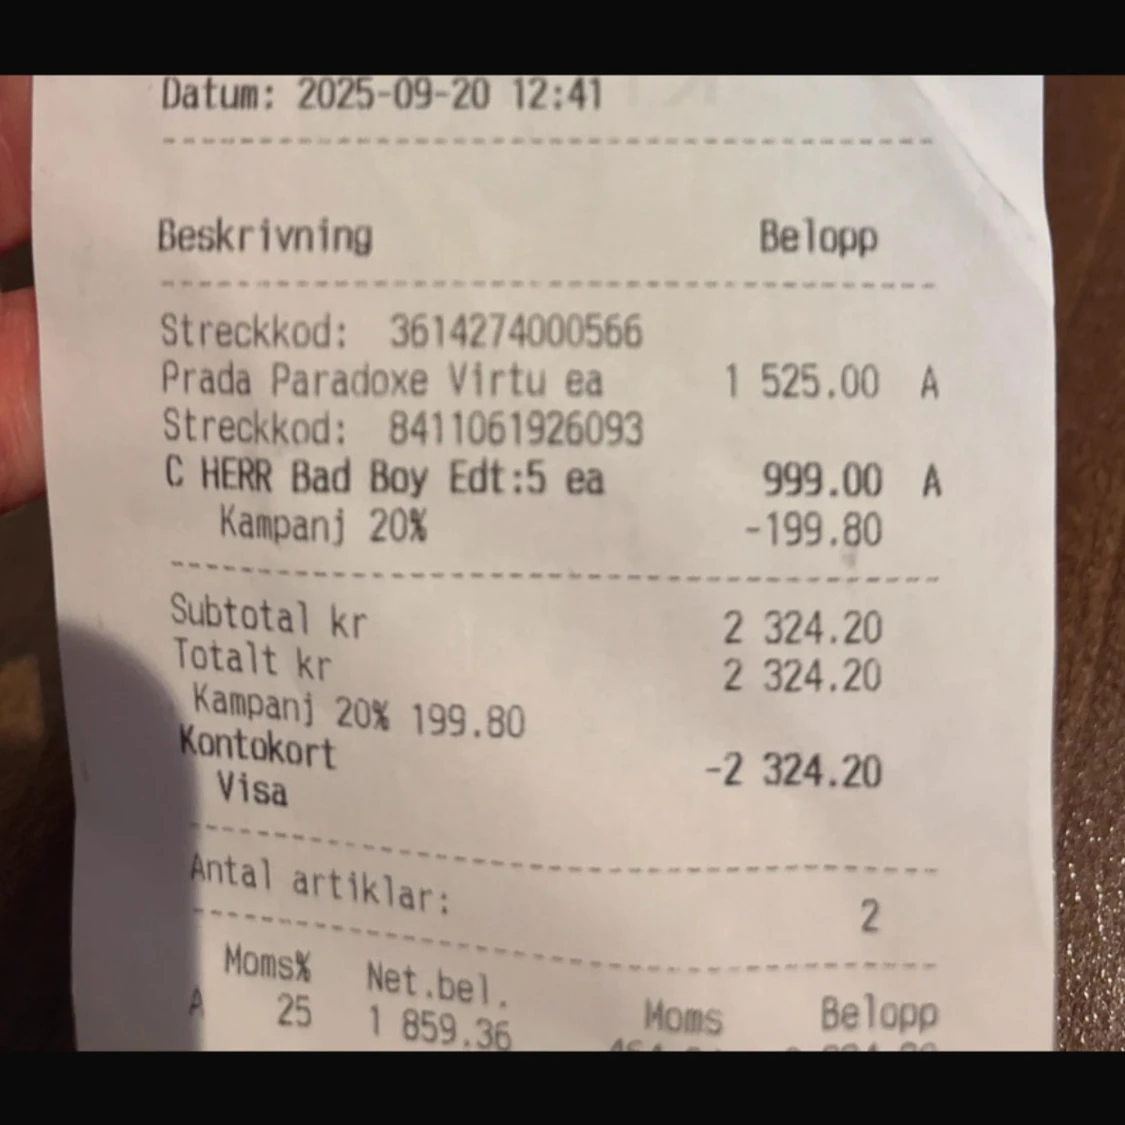 Datum: 2025-09-20 12:41
Beskrivning Belopp
Streckkod: 3614274000566
Prada Paradoxe Virtu ea 1 525.00 A
Streckkod: 8411061926093
C HERR Bad Boy Edt:5 ea 999.00 A
Kampanj 20% -199.80
Subtotal kr 2 324.20
Totalt kr 2 324.20
Kampanj 20% 199.80
Kontokort -2 324.20
Visa
Antal artiklar: 2
Moms% Net.bel. Moms Belopp
A 25 1 859.36